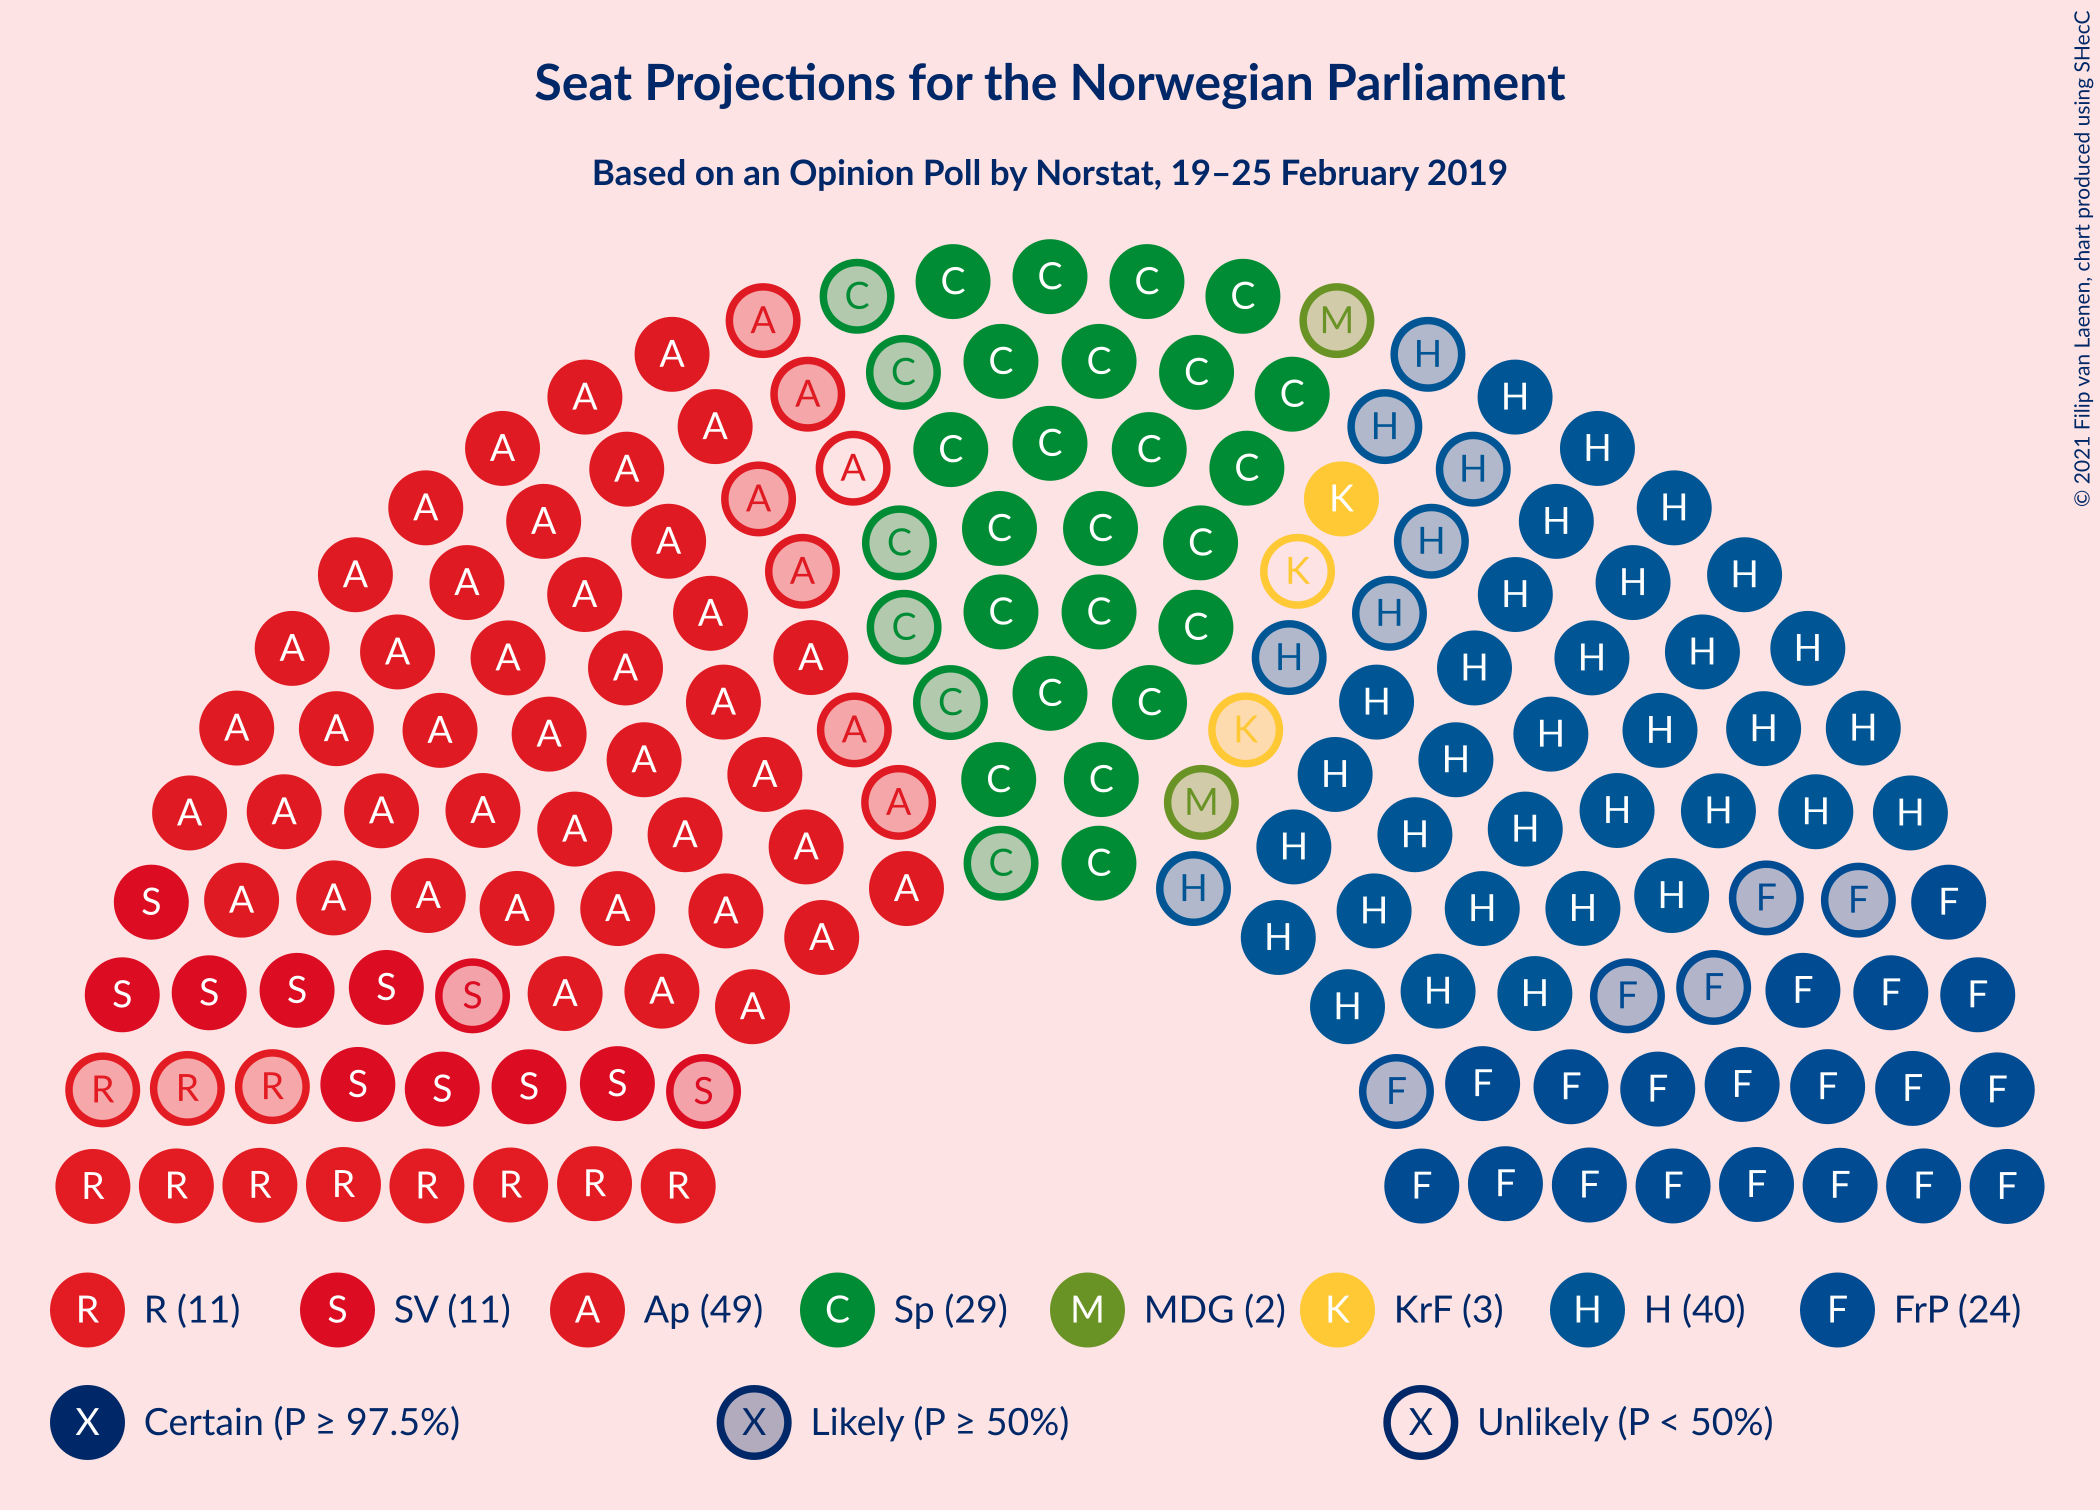 Seat Projections for the Norwegian Parliament
Based on an Opinion Poll by Norstat, 19–25 February 2019
© 2021 Filip van Laenen, chart produced using SHecC
C C C C C
A M
A H
A C C C C C H
A A H
A C C C C H
A A H
A A K H
A C C C C H
A A A K H
A A C C C C H
A A A H H
A A A H H H
A A A C C C H H H
A A A A K H H H
A A A A H H H H
A A A C C M H H H
A A A A H H H H
A A A C C H H H
S A A A A H H F F F
A A A A H H H H
S S S S S A A A H H H F F F F F
R R R S S S S S F F F F F F F F
R R R R R R R R F F F F F F F F
R R (11) S SV (11) A Ap (49) C Sp (29) M MDG (2) K KrF (3) H H (40) F FrP (24)
X Certain (P ≥ 97.5%) X Likely (P ≥ 50%) X Unlikely (P < 50%)